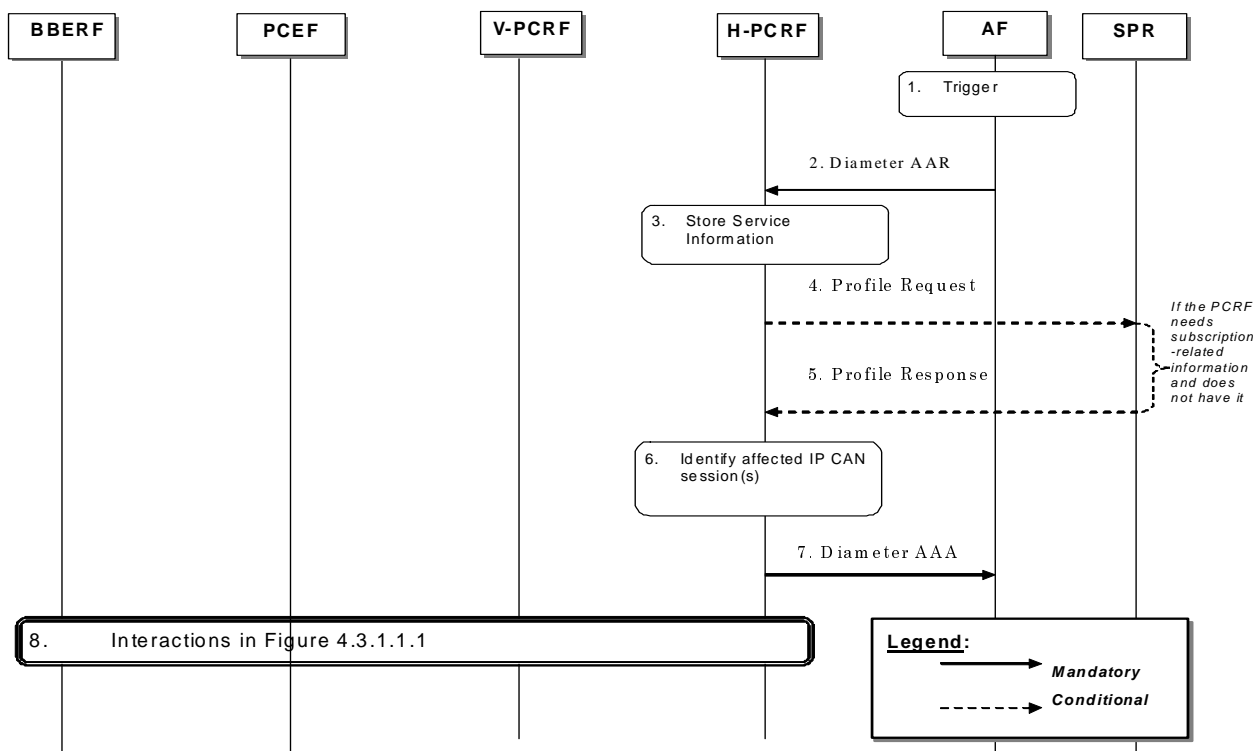 BBERF
PCEF
V-PCRF
H-PCRF
AF
SPR
1. Trigger
2. Diameter AAR
3. Store Service
Information
4. Profile Request
If the PCRF
needs
subscription
-related
information
and does
not have it
5. Profile Response
6. Identify affected IP CAN
session(s)
7. Diameter AAA
8. Interactions in Figure 4.3.1.1.1
Legend:
Mandatory
Conditional